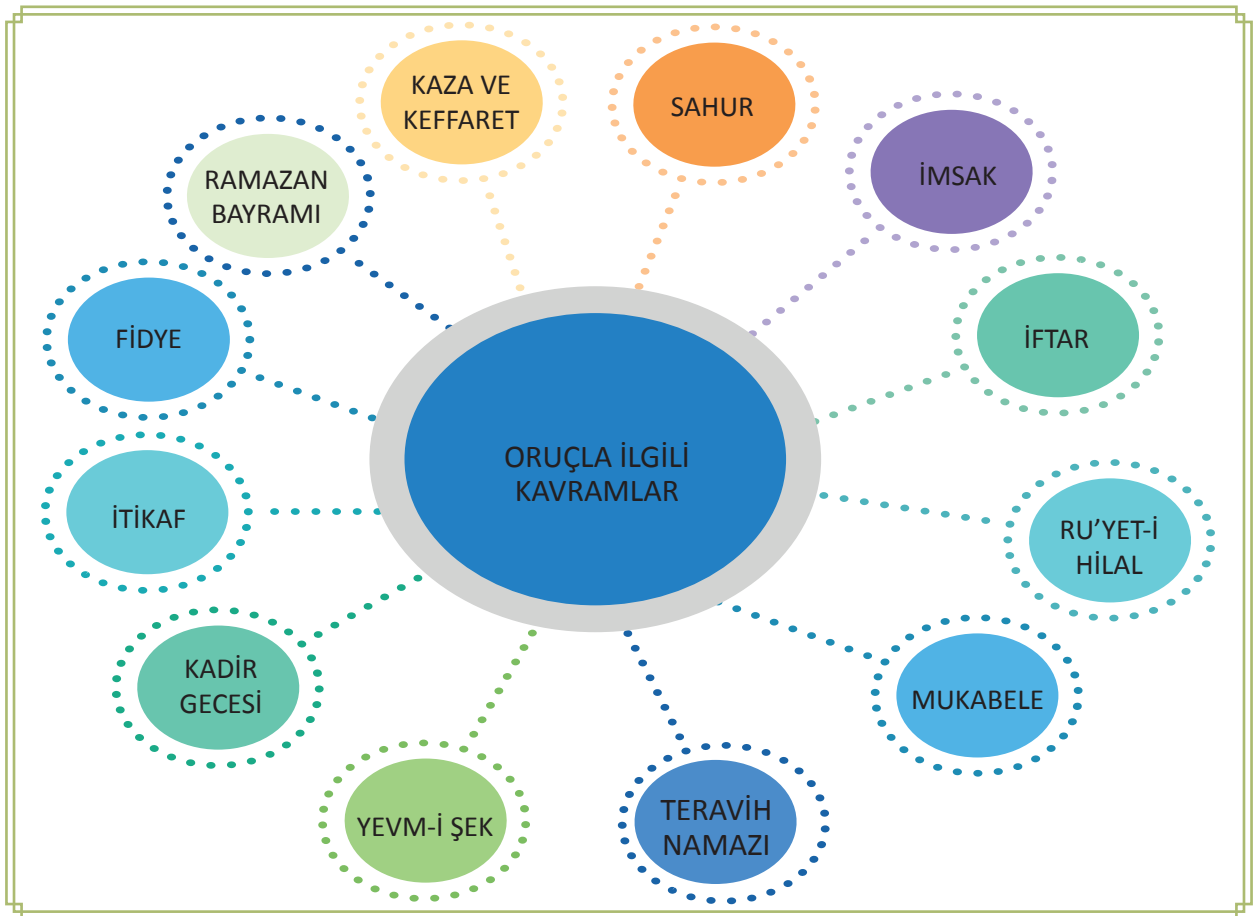 KAZA VE
KEFFARET
SAHUR
İMSAK
RAMAZAN
BAYRAMI
FİDYE
İFTAR
ORUÇLA İLGİLİ
KAVRAMLAR
İTİKAF
RU’YET-İ
HİLAL
KADİR
GECESİ
MUKABELE
YEVM-İ ŞEK
TERAVİH
NAMAZI